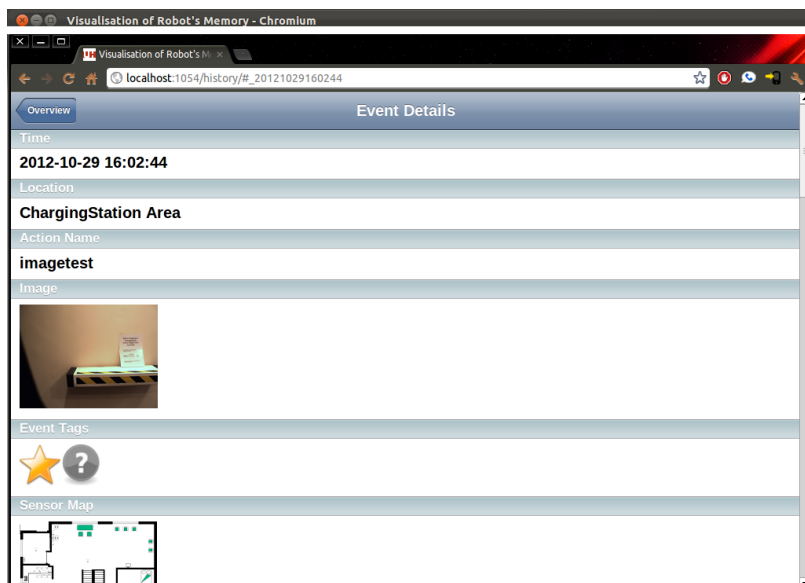 Visualisation of Robot's Memory - Chromium
Visualisation of Robot's M
localhost:1054/history/#_20121029160244
Overview
Event Details
Time
2012-10-29 16:02:44
Location
ChargingStation Area
Action Name
imagetest
Image
Event Tags
?
Sensor Map